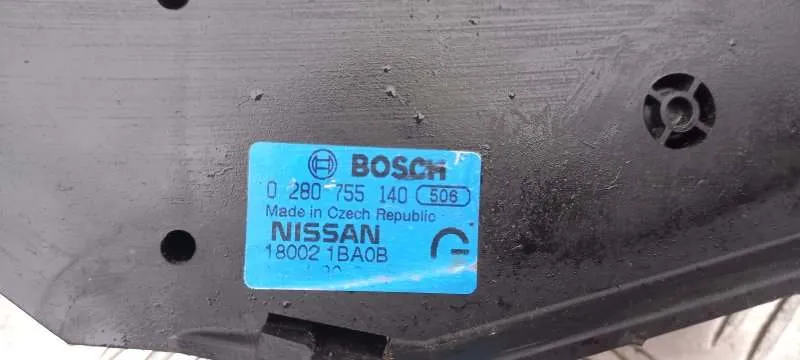 BOSCH
0 280 755 140 506
Made in Czech Republic
NISSAN
18002 1BA0B